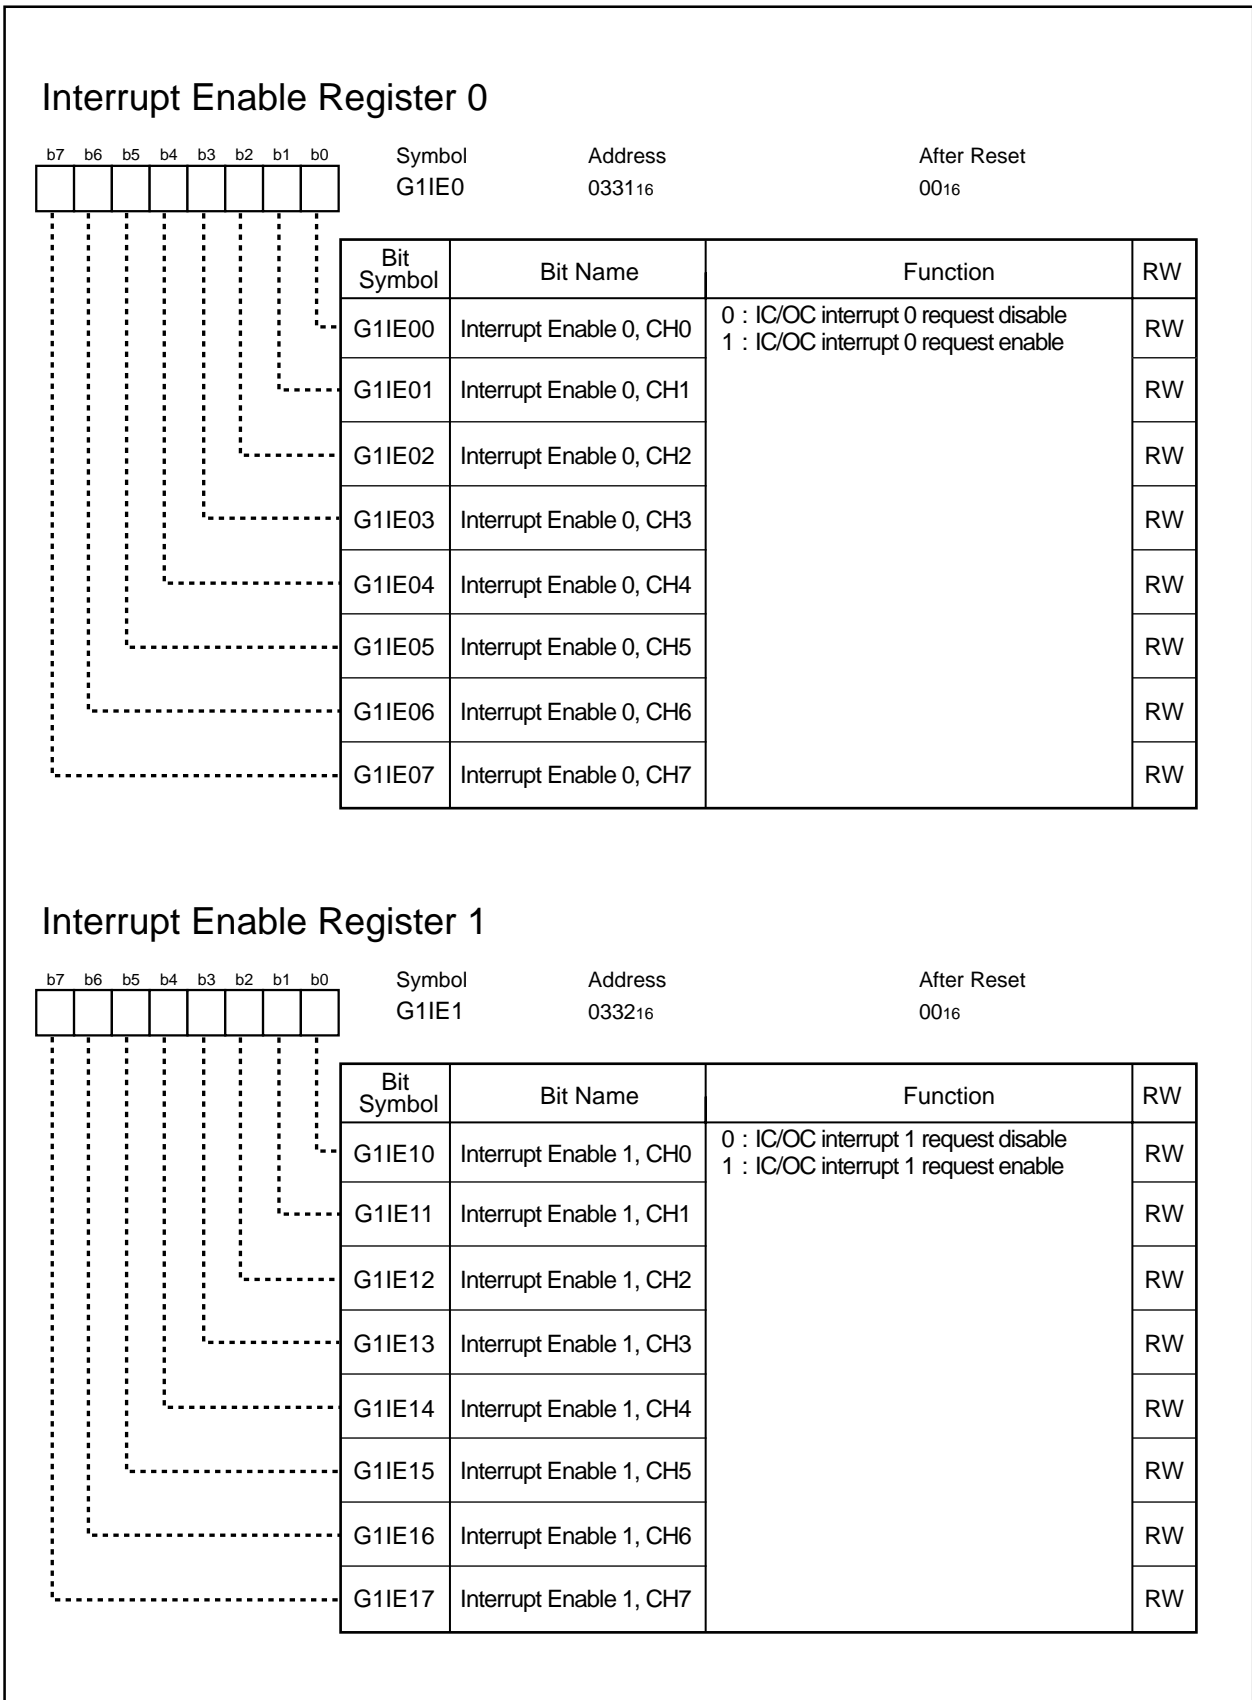 Interrupt Enable Register 0
b7 b6 b5 b4 b3 b2 b1 b0 Symbol Address After Reset
G1IE0 033116 0016
Bit Symbol Bit Name Function RW
G1IE00 Interrupt Enable 0, CH0 0 : IC/OC interrupt 0 request disable RW
1 : IC/OC interrupt 0 request enable
G1IE01 Interrupt Enable 0, CH1 RW
G1IE02 Interrupt Enable 0, CH2 RW
G1IE03 Interrupt Enable 0, CH3 RW
G1IE04 Interrupt Enable 0, CH4 RW
G1IE05 Interrupt Enable 0, CH5 RW
G1IE06 Interrupt Enable 0, CH6 RW
G1IE07 Interrupt Enable 0, CH7 RW
Interrupt Enable Register 1
b7 b6 b5 b4 b3 b2 b1 b0 Symbol Address After Reset
G1IE1 033216 0016
Bit Symbol Bit Name Function RW
G1IE10 Interrupt Enable 1, CH0 0 : IC/OC interrupt 1 request disable RW
1 : IC/OC interrupt 1 request enable
G1IE11 Interrupt Enable 1, CH1 RW
G1IE12 Interrupt Enable 1, CH2 RW
G1IE13 Interrupt Enable 1, CH3 RW
G1IE14 Interrupt Enable 1, CH4 RW
G1IE15 Interrupt Enable 1, CH5 RW
G1IE16 Interrupt Enable 1, CH6 RW
G1IE17 Interrupt Enable 1, CH7 RW